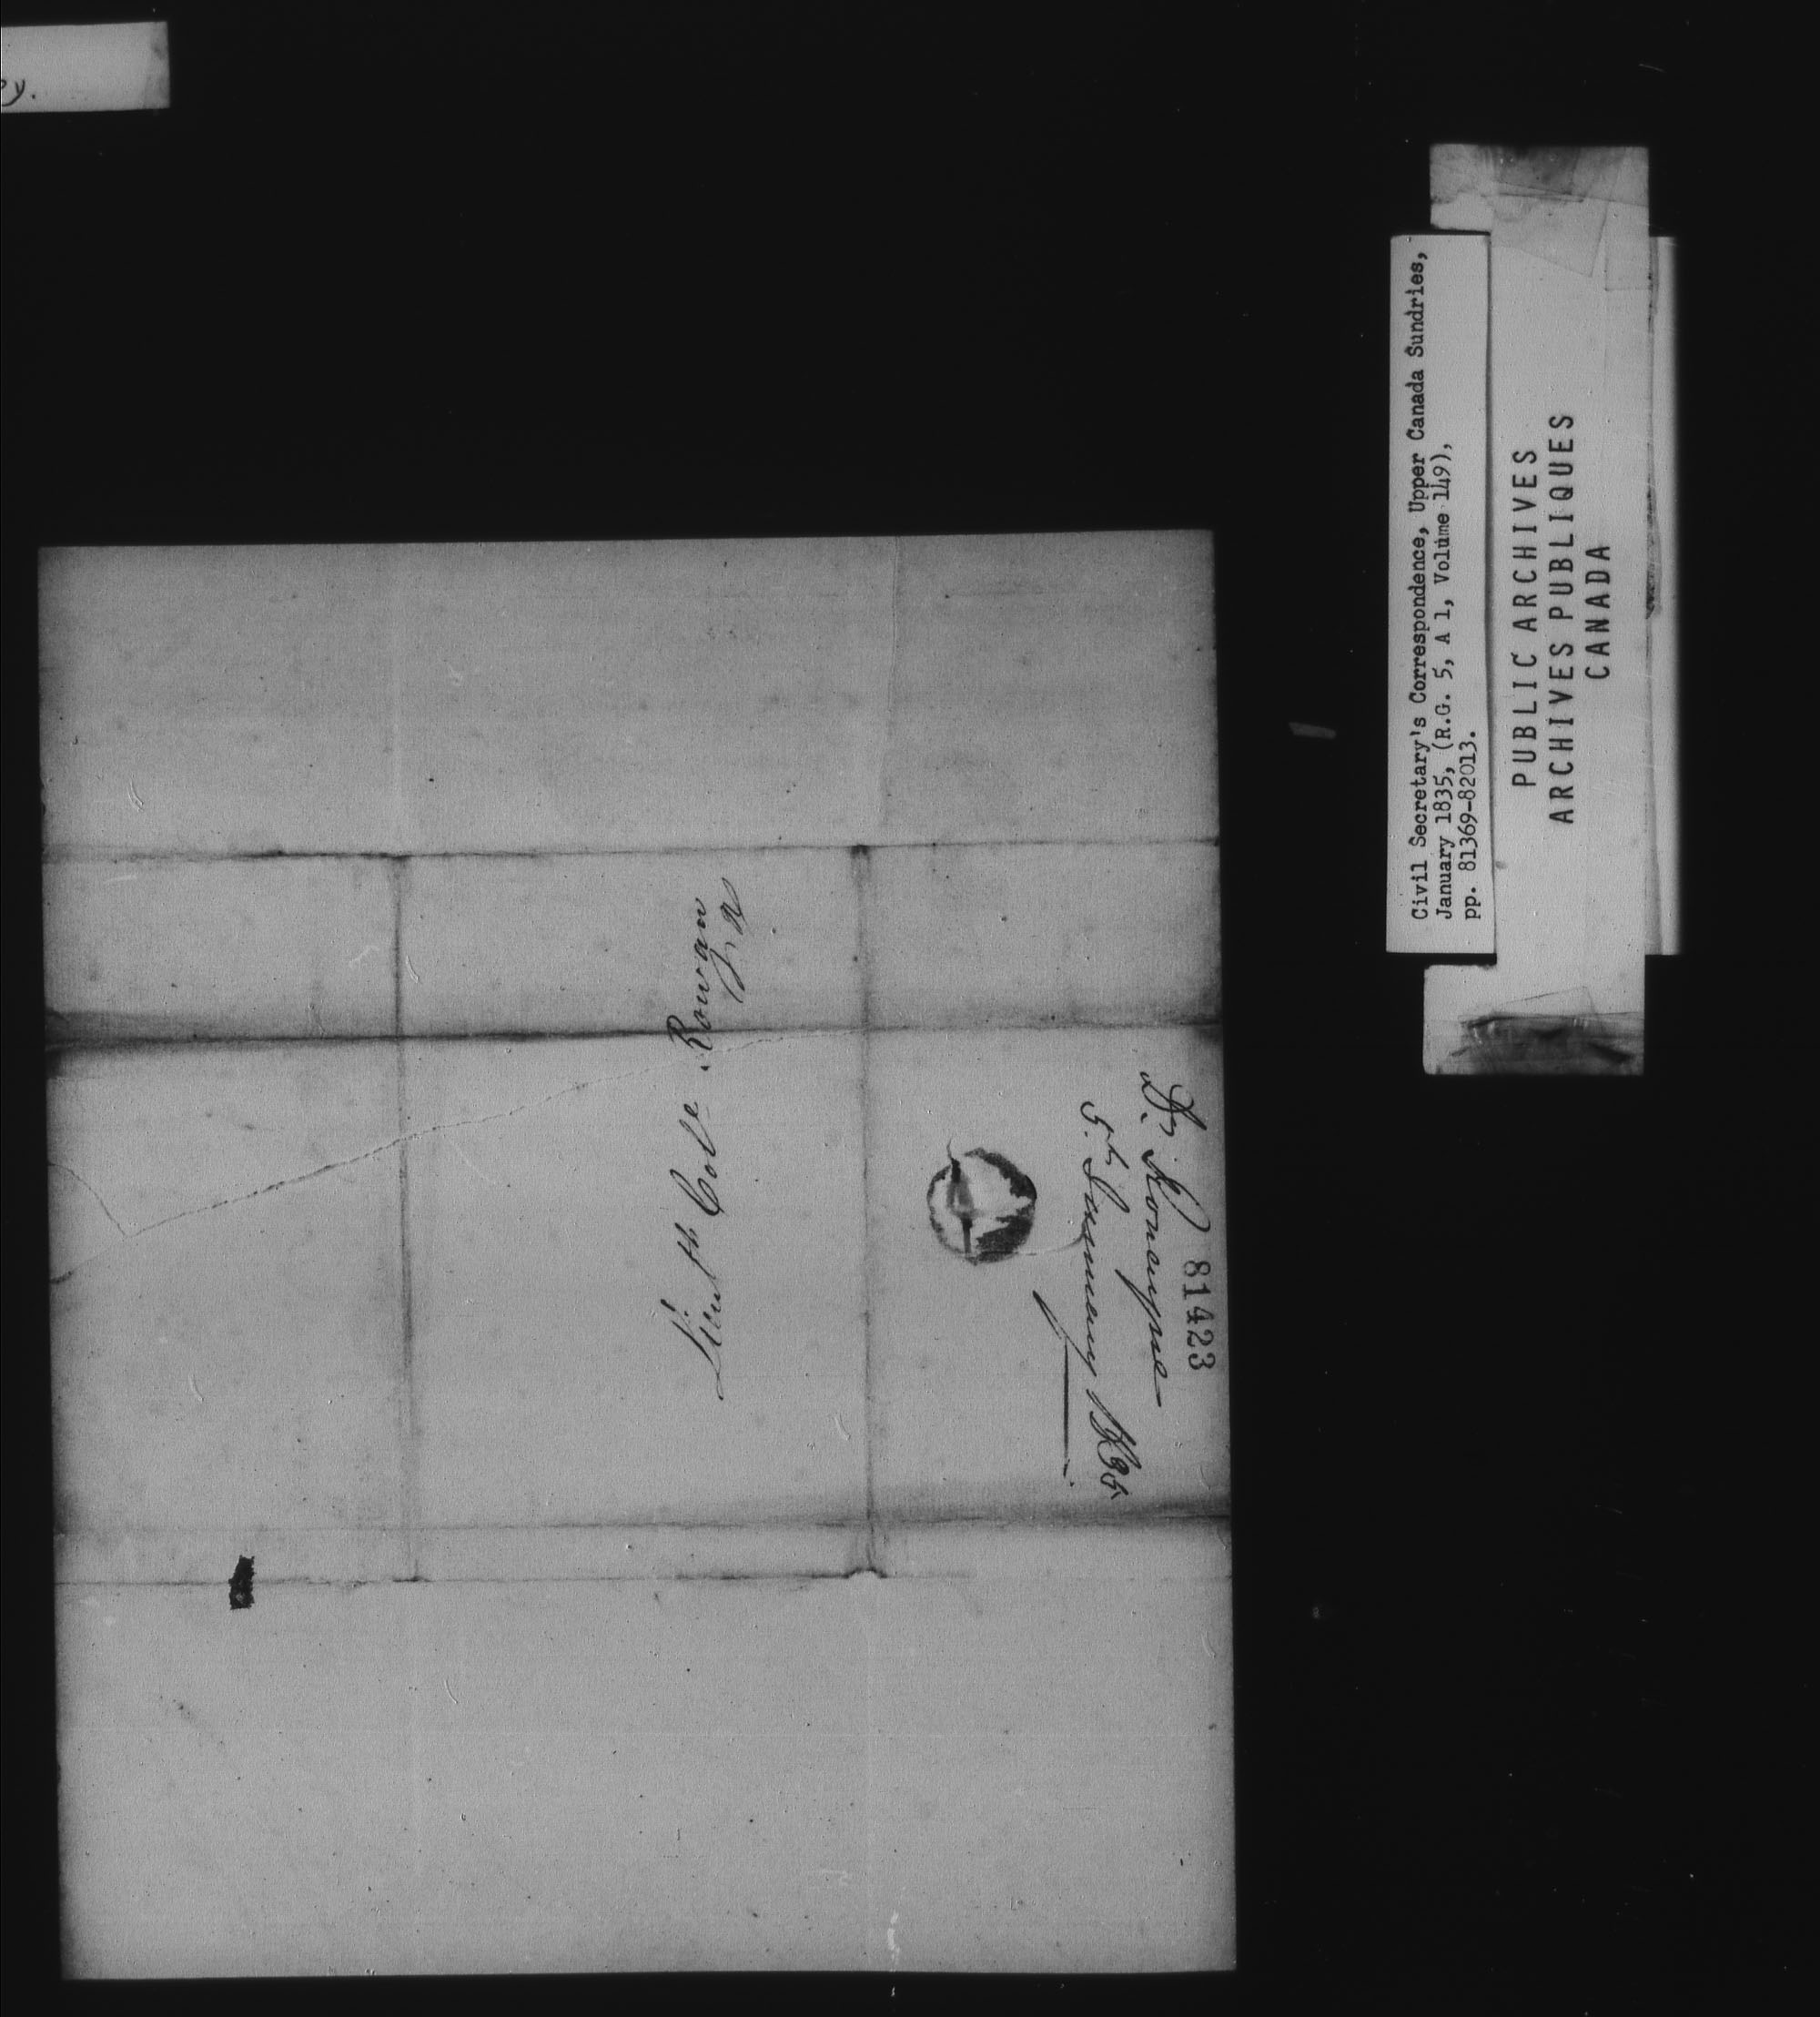 81423
5th January 1835
Lieut Col Rowan
Civil Secretary's Correspondence, Upper Canada Sundries,
January 1835, (R.G. 5, A 1, Volume 149),
pp. 81369-82013.
PUBLIC ARCHIVES
ARCHIVES PUBLIQUES
CANADA